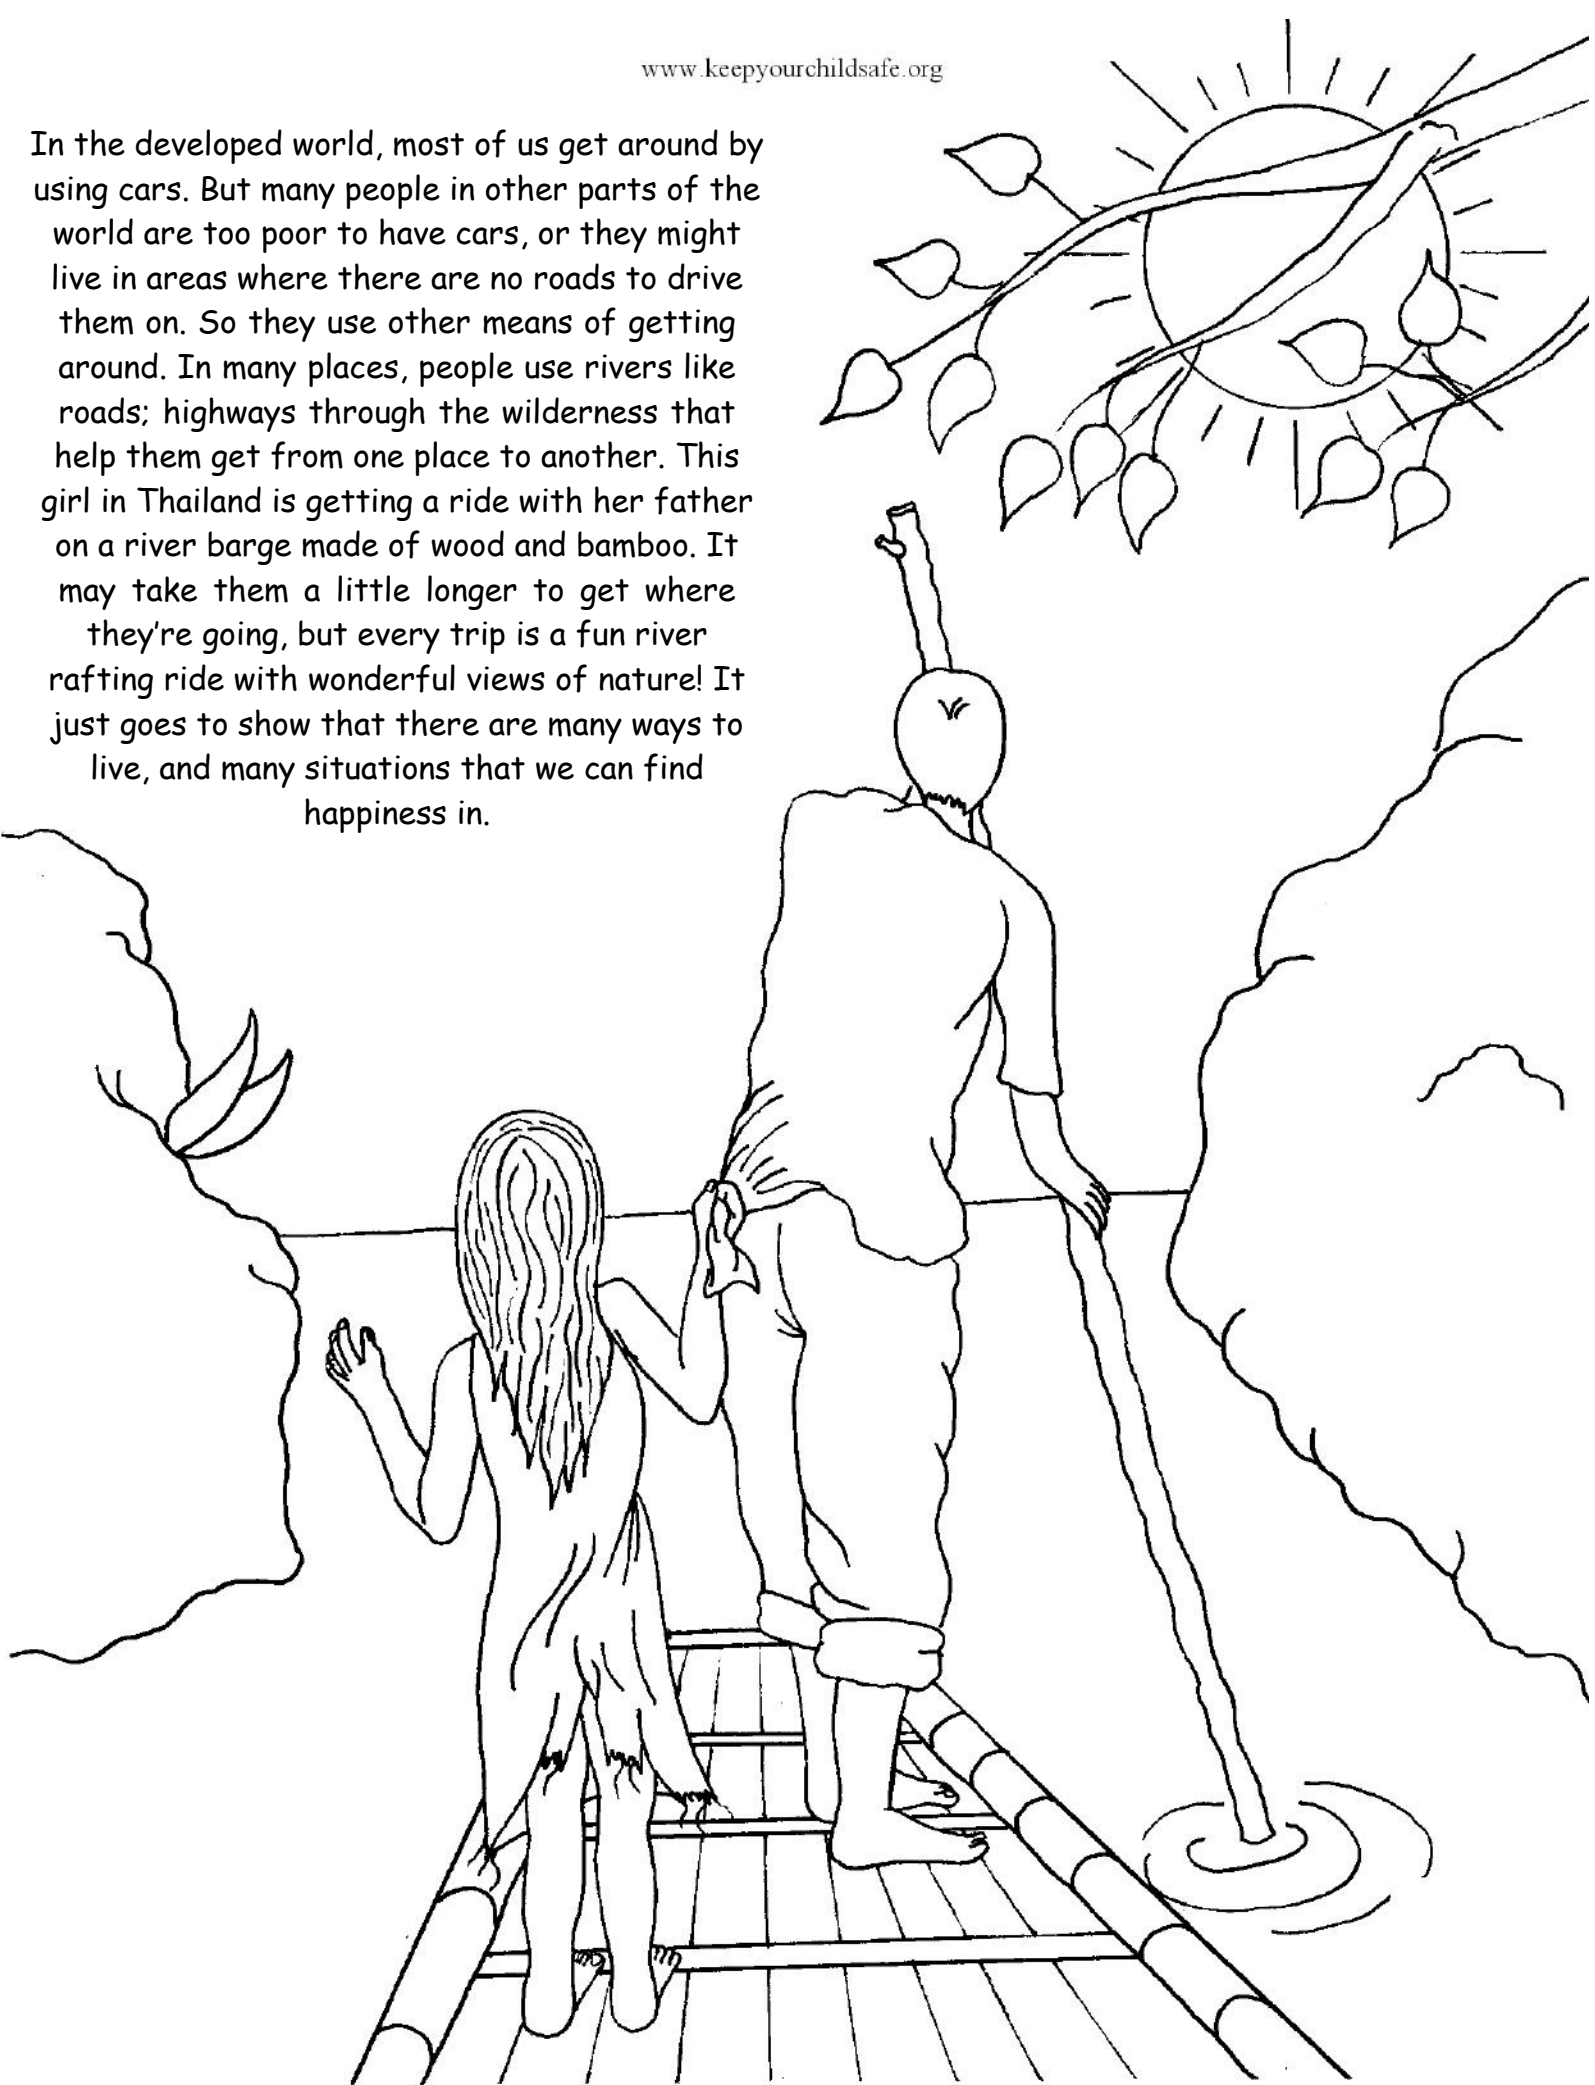 www.keepyourchildsafe.org
In the developed world, most of us get around by
using cars. But many people in other parts of the
world are too poor to have cars, or they might
live in areas where there are no roads to drive
them on. So they use other means of getting
around. In many places, people use rivers like
roads; highways through the wilderness that
help them get from one place to another. This
girl in Thailand is getting a ride with her father
on a river barge made of wood and bamboo. It
may take them a little longer to get where
they're going, but every trip is a fun river
rafting ride with wonderful views of nature! It
just goes to show that there are many ways to
live, and many situations that we can find
happiness in.